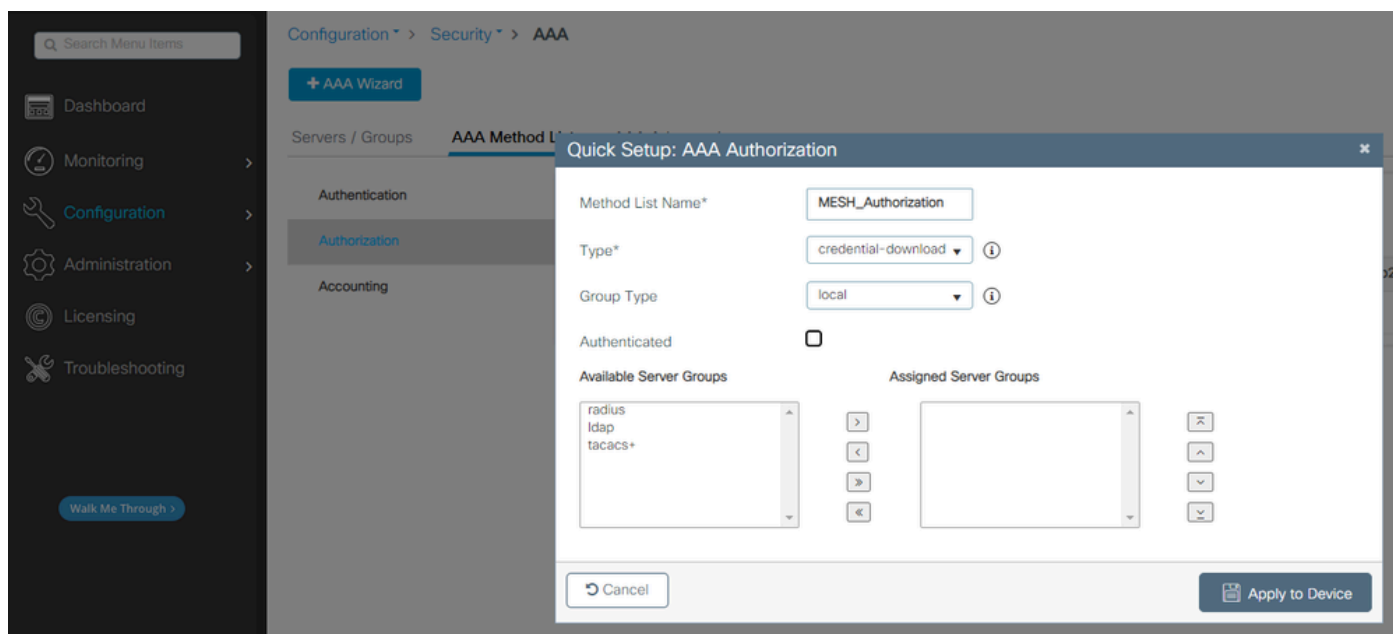 Search Menu Items
Dashboard
Monitoring
Configuration
Administration
Licensing
Troubleshooting
Walk Me Through >
Configuration > Security > AAA
+ AAA Wizard
Servers / Groups AAA Method L
Authentication
Authorization
Accounting
Quick Setup: AAA Authorization
Method List Name* MESH_Authorization
Type* credential-download
Group Type local
Authenticated
Available Server Groups Assigned Server Groups
radius
ldap
tacacs+
Cancel Apply to Device